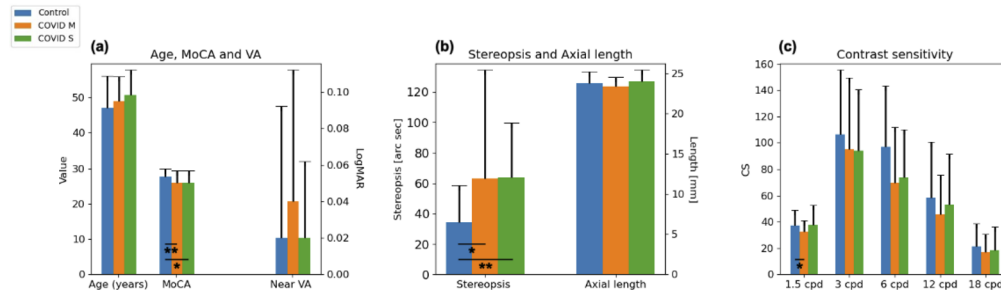 Control
COVID M
COVID S
(a)
Age, MoCA and VA
Value
50
40
30
20
10
0
**
*
Age (years)
MoCA
Near VA
0.10
0.08
0.06
0.04
0.02
0.00
LogMAR
(b)
Stereopsis and Axial length
Stereopsis [arc sec]
120
100
80
60
40
20
0
*
**
Stereopsis
Axial length
25
20
15
10
5
0
Length [mm]
(c)
Contrast sensitivity
CS
160
140
120
100
80
60
40
20
0
*
1.5 cpd
3 cpd
6 cpd
12 cpd
18 cpd